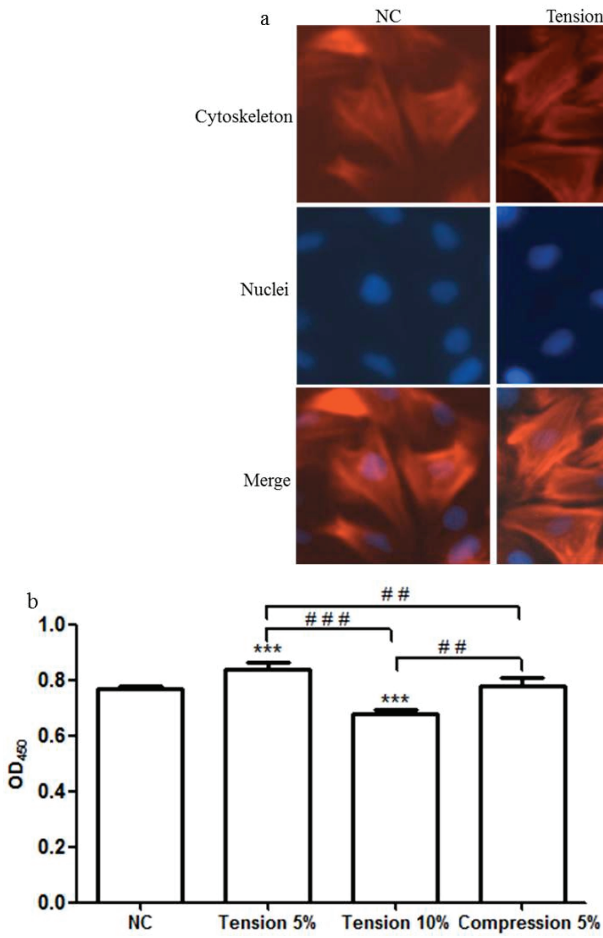 a
NC Tension
Cytoskeleton
Nuclei
Merge
b
# #
# # #
# #
***
***
1.0
0.8
0.6
0.4
0.2
0.0
OD450
NC Tension 5% Tension 10% Compression 5%